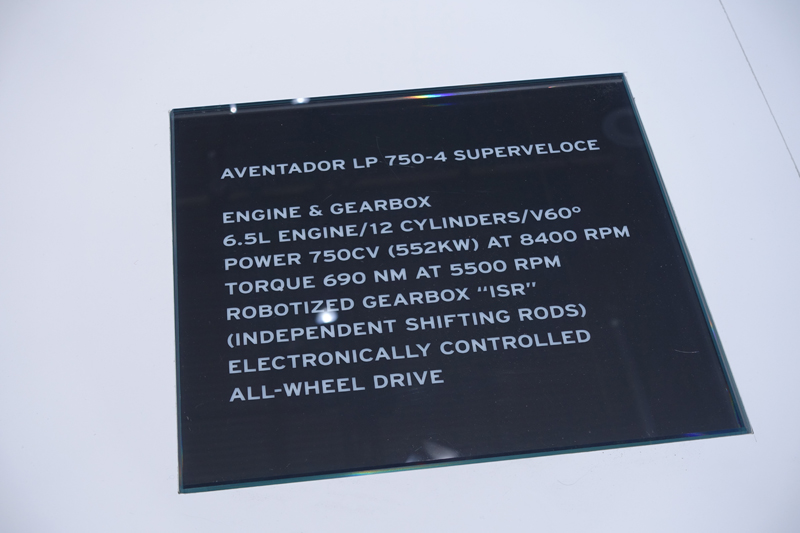 AVENTADOR LP 750-4 SUPERVELOCE
ENGINE & GEARBOX
6.5L ENGINE/12 CYLINDERS/V60°
POWER 750CV (552KW) AT 8400 RPM
TORQUE 690 NM AT 5500 RPM
ROBOTIZED GEARBOX “ISR”
(INDEPENDENT SHIFTING RODS)
ELECTRONICALLY CONTROLLED
ALL-WHEEL DRIVE